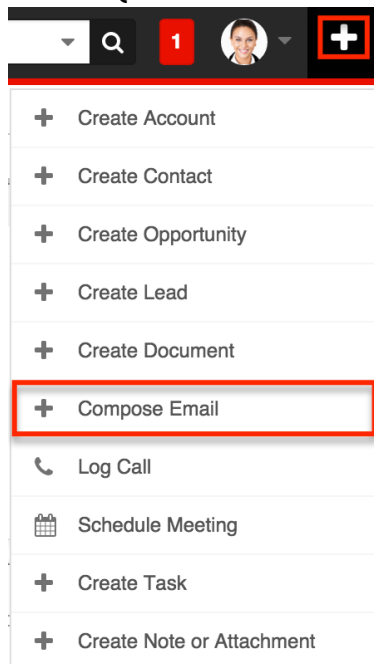 1
Create Account
Create Contact
Create Opportunity
Create Lead
Create Document
Compose Email
Log Call
Schedule Meeting
Create Task
Create Note or Attachment